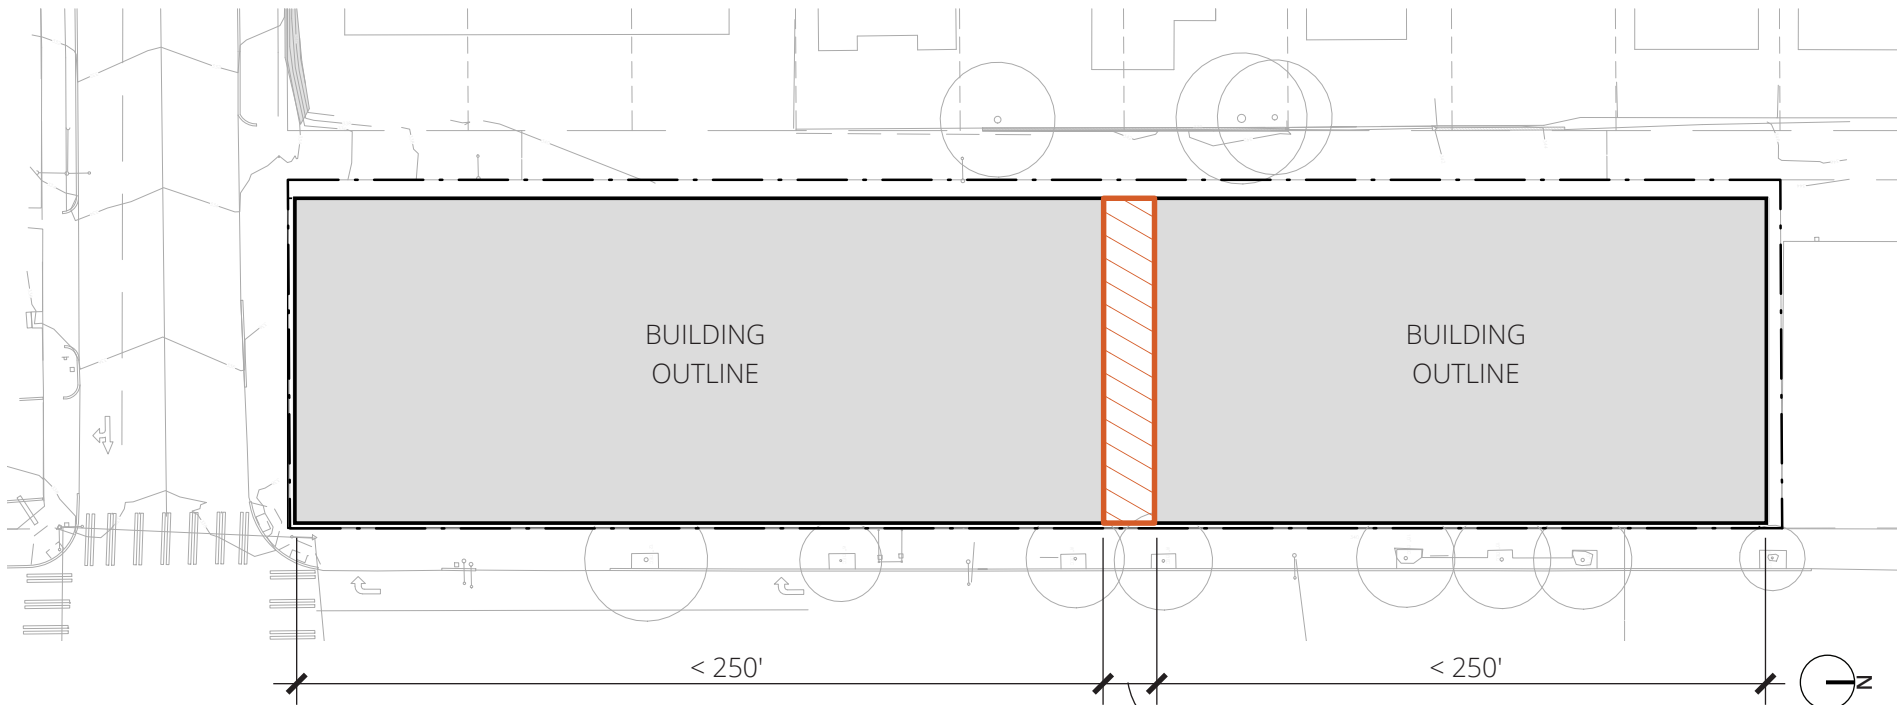 BUILDING
OUTLINE
BUILDING
OUTLINE
< 250'
< 250'
N